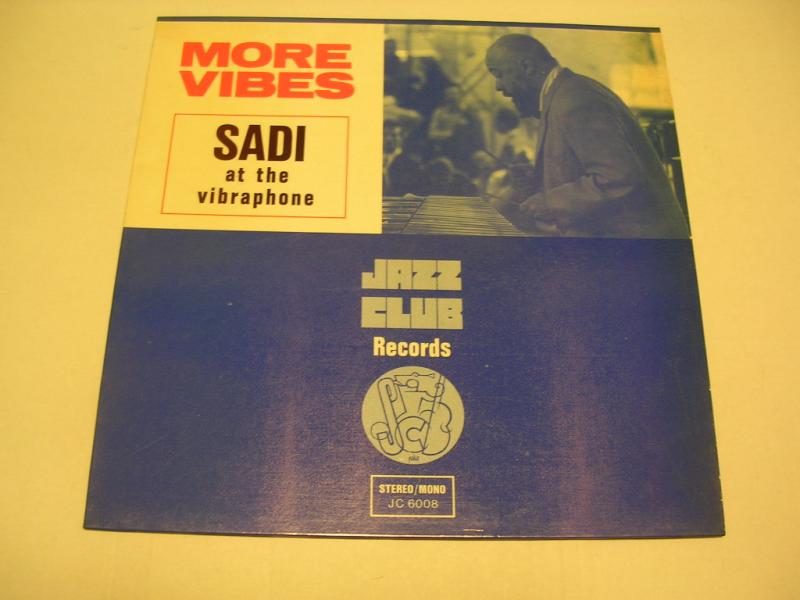 MORE
VIBES
SADI
at the
vibraphone
JAZZ
CLUB
Records
STEREO/MONO
JC 6008